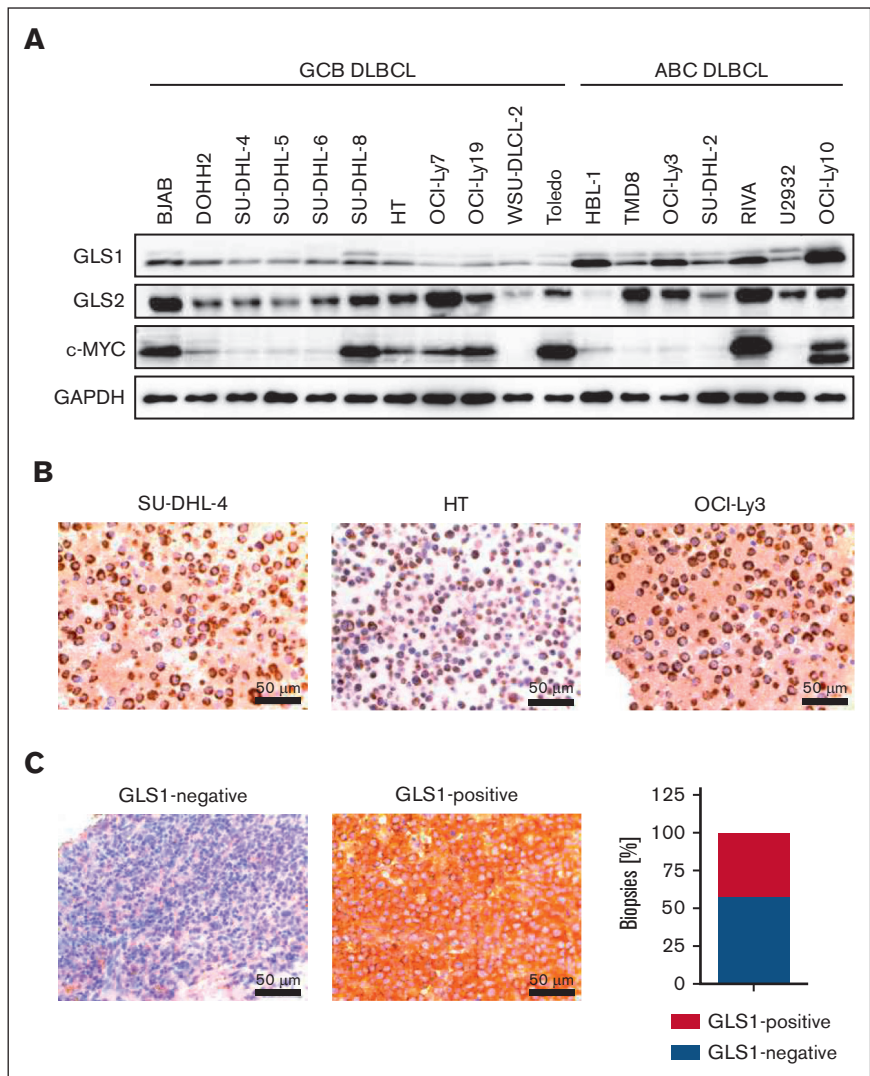 A
GCB DLBCL ABC DLBCL
BJAB DOHH2 SU-DHL-4 SU-DHL-5 SU-DHL-6 SU-DHL-8 HT OCI-Ly7 OCI-Ly19 WSU-DLCL-2 Toledo HBL-1 TMD8 OCI-Ly3 SU-DHL-2 RIVA U2932 OCI-Ly10
GLS1
GLS2
c-MYC
GAPDH
B
SU-DHL-4 HT OCI-Ly3
50 μm 50 μm 50 μm
C
GLS1-negative GLS1-positive
50 μm 50 μm
Biopsies [%]
125
100
75
50
25
0
GLS1-positive
GLS1-negative